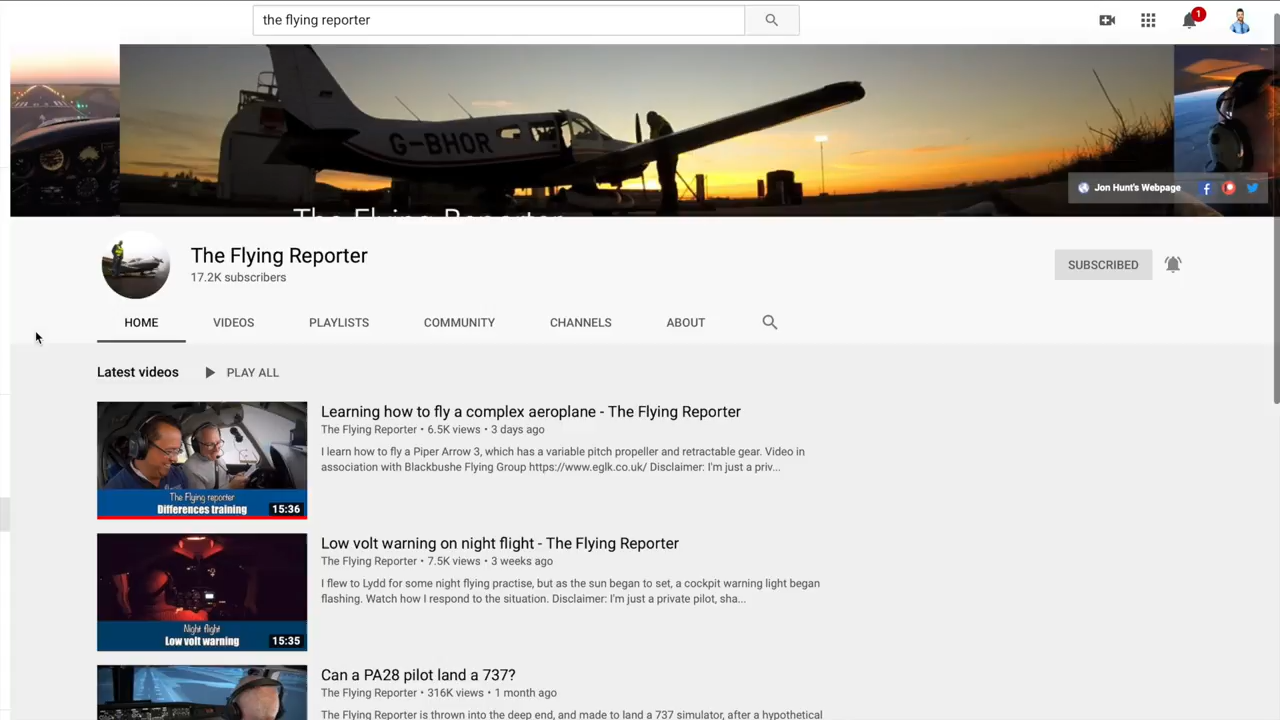 the flying reporter
1
G-BHOR
Jon Hunt's Webpage
The Flying Reporter
The Flying Reporter
17.2K subscribers
SUBSCRIBED
HOME VIDEOS PLAYLISTS COMMUNITY CHANNELS ABOUT
Latest videos PLAY ALL
Learning how to fly a complex aeroplane - The Flying Reporter
The Flying Reporter • 6.5K views • 3 days ago
I learn how to fly a Piper Arrow 3, which has a variable pitch propeller and retractable gear. Video in
association with Blackbushe Flying Group https://www.eglk.co.uk/ Disclaimer: I'm just a priv...
The Flying reporter
Differences training
15:36
Low volt warning on night flight - The Flying Reporter
The Flying Reporter • 7.5K views • 3 weeks ago
I flew to Lydd for some night flying practise, but as the sun began to set, a cockpit warning light began
flashing. Watch how I respond to the situation. Disclaimer: I'm just a private pilot, sha...
Night flight
Low volt warning
15:35
Can a PA28 pilot land a 737?
The Flying Reporter • 316K views • 1 month ago
The Flying Reporter is thrown into the deep end, and made to land a 737 simulator, after a hypothetical